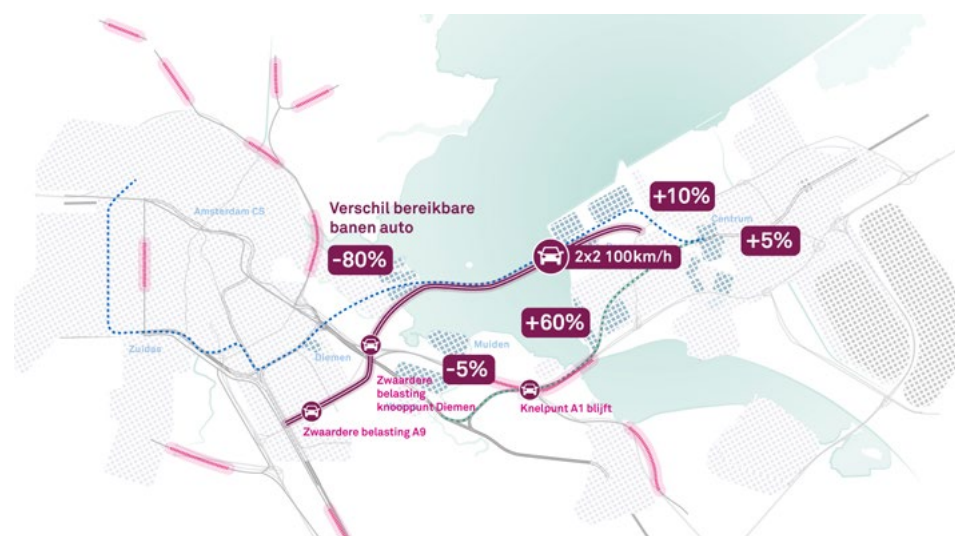 Amsterdam CS
Verschil bereikbare
banen auto
-80%
+10%
Centrum
+5%
2x2 100km/h
+60%
Zuidas
Diemen
Muiden
-5%
Zwaardere
belasting
knooppunt Diemen
Knelpunt A1 blijft
Zwaardere belasting A9